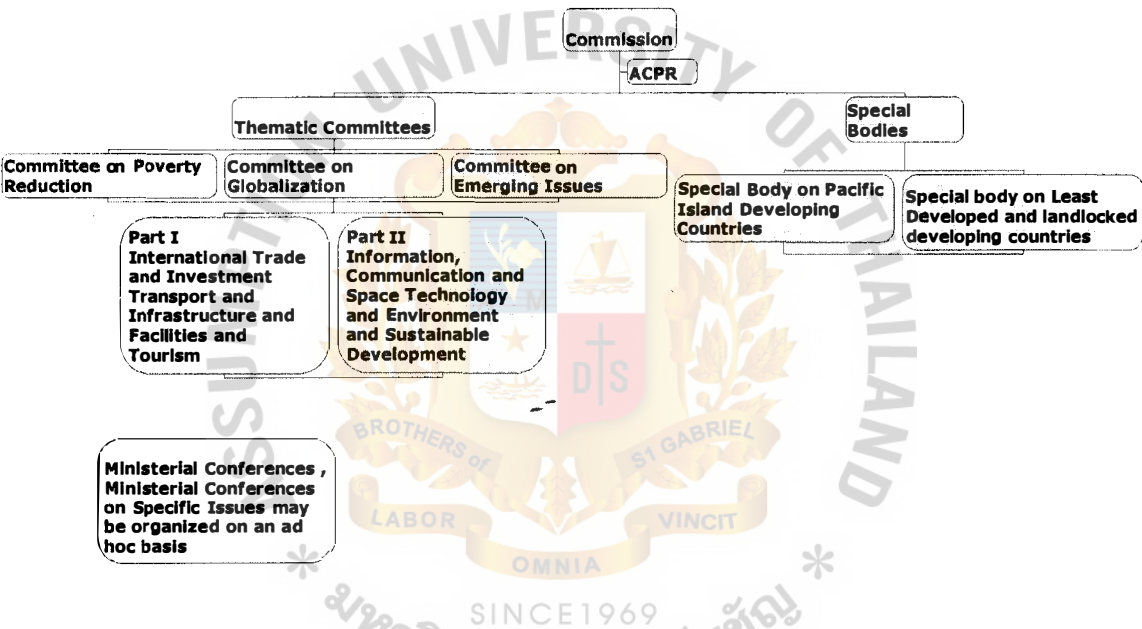 Commission
ACPR
Thematic Committees
Special
Bodies
Committee on Poverty
Reduction
Committee on
Globalization
Committee on
Emerging Issues
Special Body on Pacific
Island Developing
Countries
Special body on Least
Developed and landlocked
developing countries
Part I
International Trade
and Investment
Transport and
Infrastructure and
Facilities and
Tourism
Part II
Information,
Communication and
Space Technology
and Environment
and Sustainable
Development
Ministerial Conferences ,
Ministerial Conferences
on Specific Issues may
be organized on an ad
hoc basis
ASSUMPTION UNIVERSITY OF THAILAND
D S
BROTHERS of ST GABRIEL
LABOR
VINCIT
OMNIA
SINCE1969